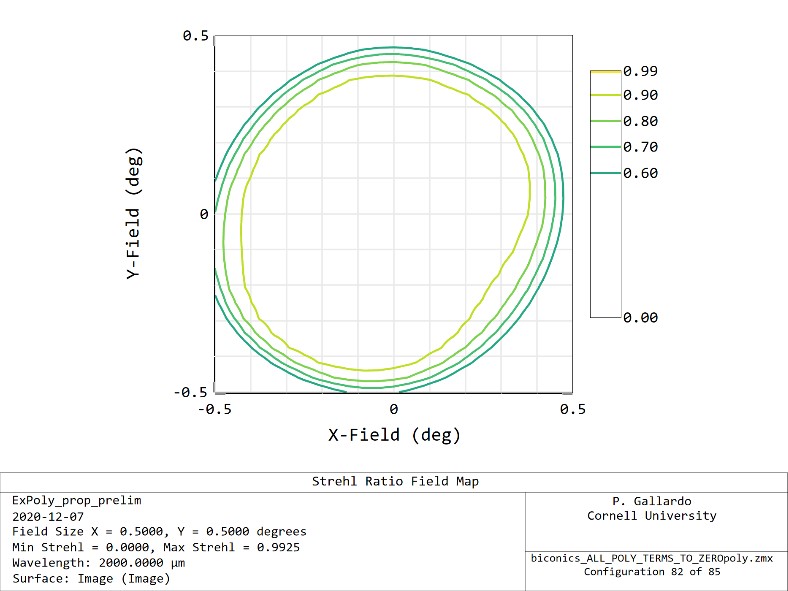 0.5
0
-0.5
-0.5
0
0.5
Y-Field (deg)
X-Field (deg)
0.99
0.90
0.80
0.70
0.60
0.00
Strehl Ratio Field Map
ExPoly_prop_prelim
2020-12-07
Field Size X = 0.5000, Y = 0.5000 degrees
Min Strehl = 0.0000, Max Strehl = 0.9925
Wavelength: 2000.0000 µm
Surface: Image (Image)
P. Gallardo
Cornell University
biconics_ALL_POLY_TERMS_TO_ZEROpoly.zmx
Configuration 82 of 85